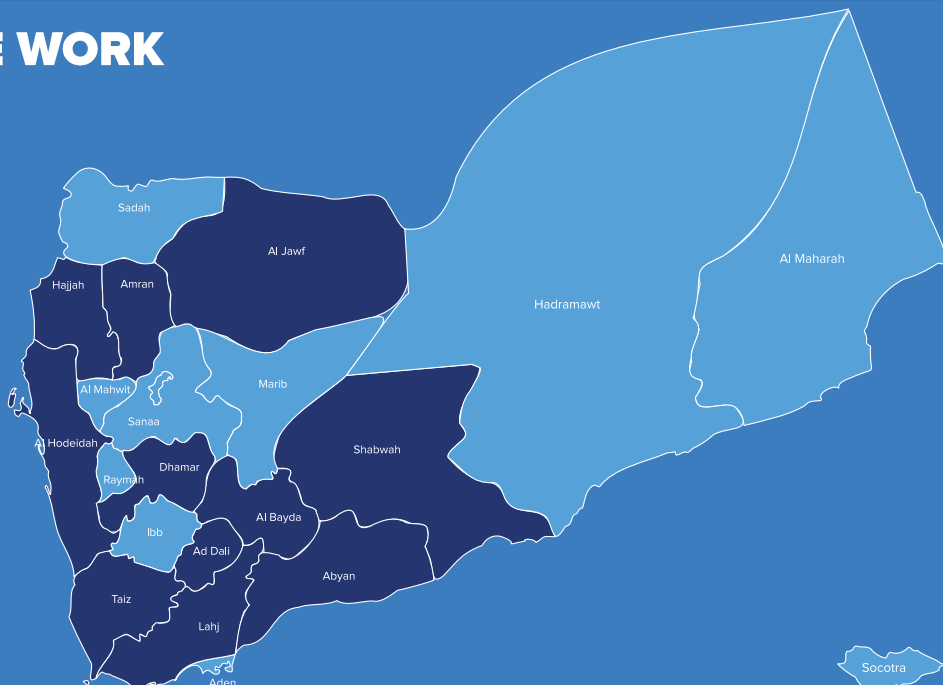 WORK
Sadah
Al Jawf
Hajjah
Amran
Al Maharah
Hadramawt
Marib
Al Mahwit
Sanaa
Al Hodeidah
Shabwah
Dhamar
Raymah
Al Bayda
Ibb
Ad Dali
Abyan
Taiz
Lahj
Socotra
Aden